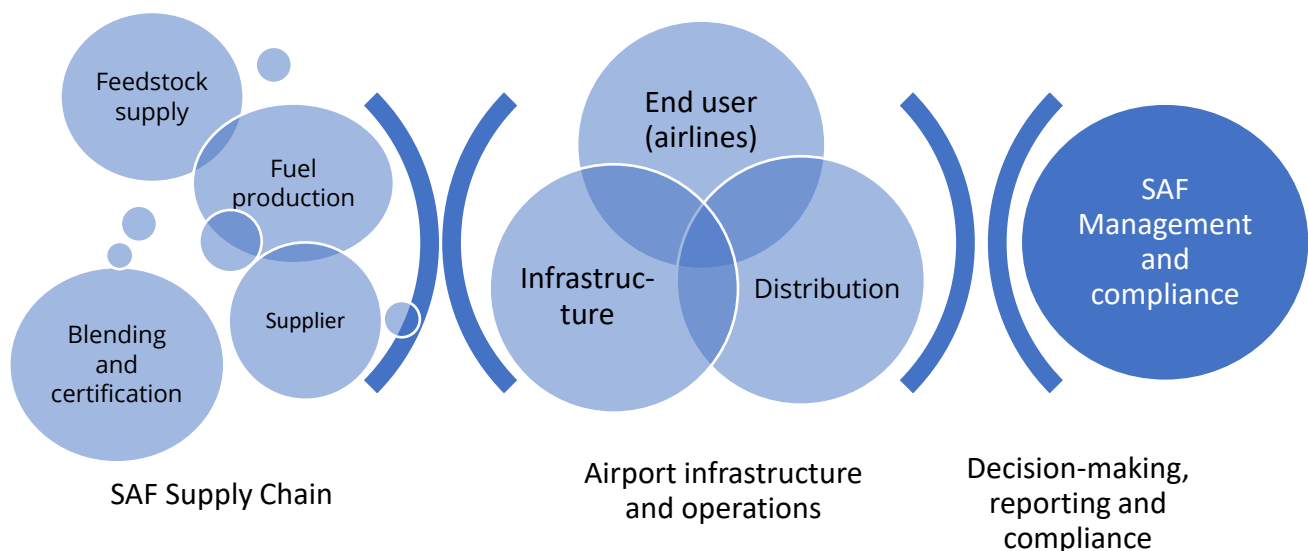 Feedstock
supply
Fuel
production
Supplier
Blending
and
certification
SAF Supply Chain
End user
(airlines)
Infrastruc-
ture
Distribution
Airport infrastructure
and operations
SAF
Management
and
compliance
Decision-making,
reporting and
compliance